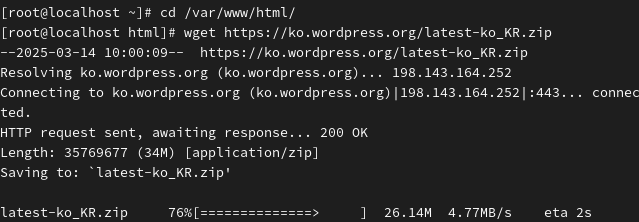 [root@localhost ~]# cd /var/www/html/
[root@localhost html]# wget https://ko.wordpress.org/latest-ko_KR.zip
--2025-03-14 10:00:09--  https://ko.wordpress.org/latest-ko_KR.zip
Resolving ko.wordpress.org (ko.wordpress.org)... 198.143.164.252
Connecting to ko.wordpress.org (ko.wordpress.org)|198.143.164.252|:443... connec
ted.
HTTP request sent, awaiting response... 200 OK
Length: 35769677 (34M) [application/zip]
Saving to: `latest-ko_KR.zip'
latest-ko_KR.zip     76%[==============>     ]  26.14M  4.77MB/s    eta 2s